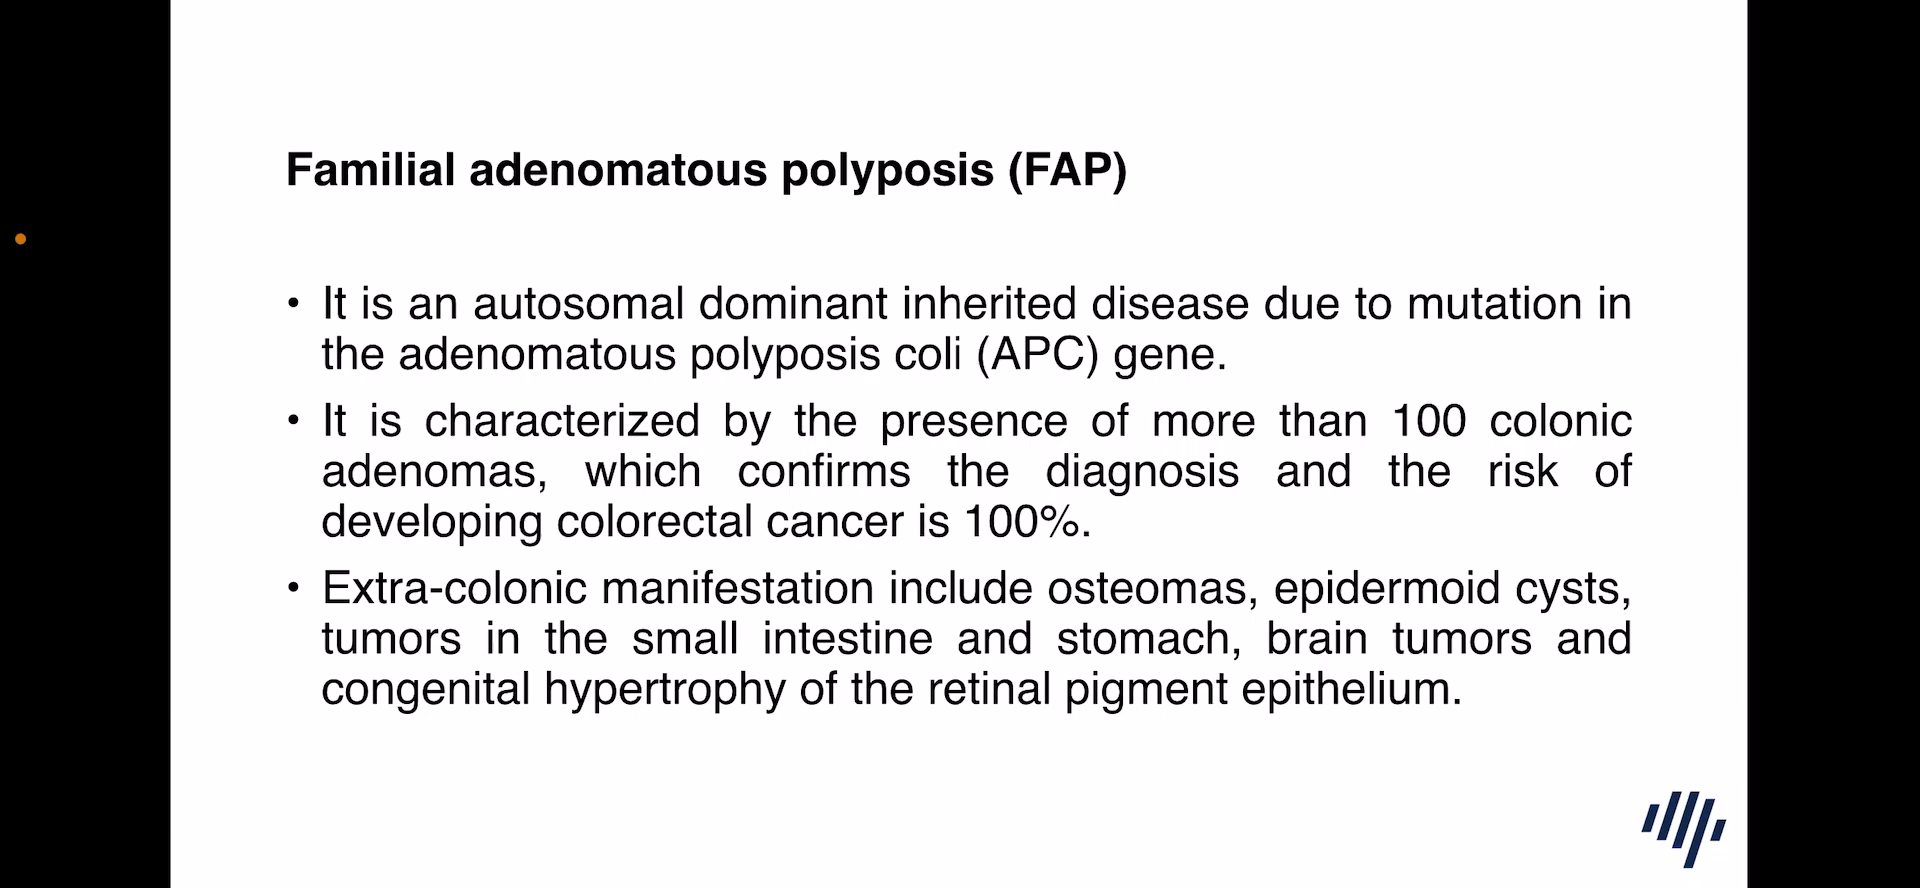 Familial adenomatous polyposis (FAP)
• It is an autosomal dominant inherited disease due to mutation in
the adenomatous polyposis coli (APC) gene.
• It is characterized by the presence of more than 100 colonic
adenomas, which confirms the diagnosis and the risk of
developing colorectal cancer is 100%.
• Extra-colonic manifestation include osteomas, epidermoid cysts,
tumors in the small intestine and stomach, brain tumors and
congenital hypertrophy of the retinal pigment epithelium.